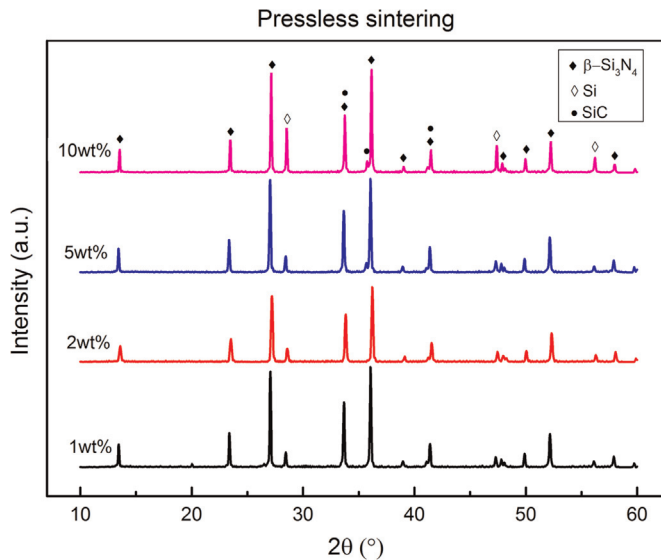 Pressless sintering
β–Si₃N₄
Si
SiC
10wt%
5wt%
2wt%
1wt%
Intensity (a.u.)
10 20 30 40 50 60
2θ (°)